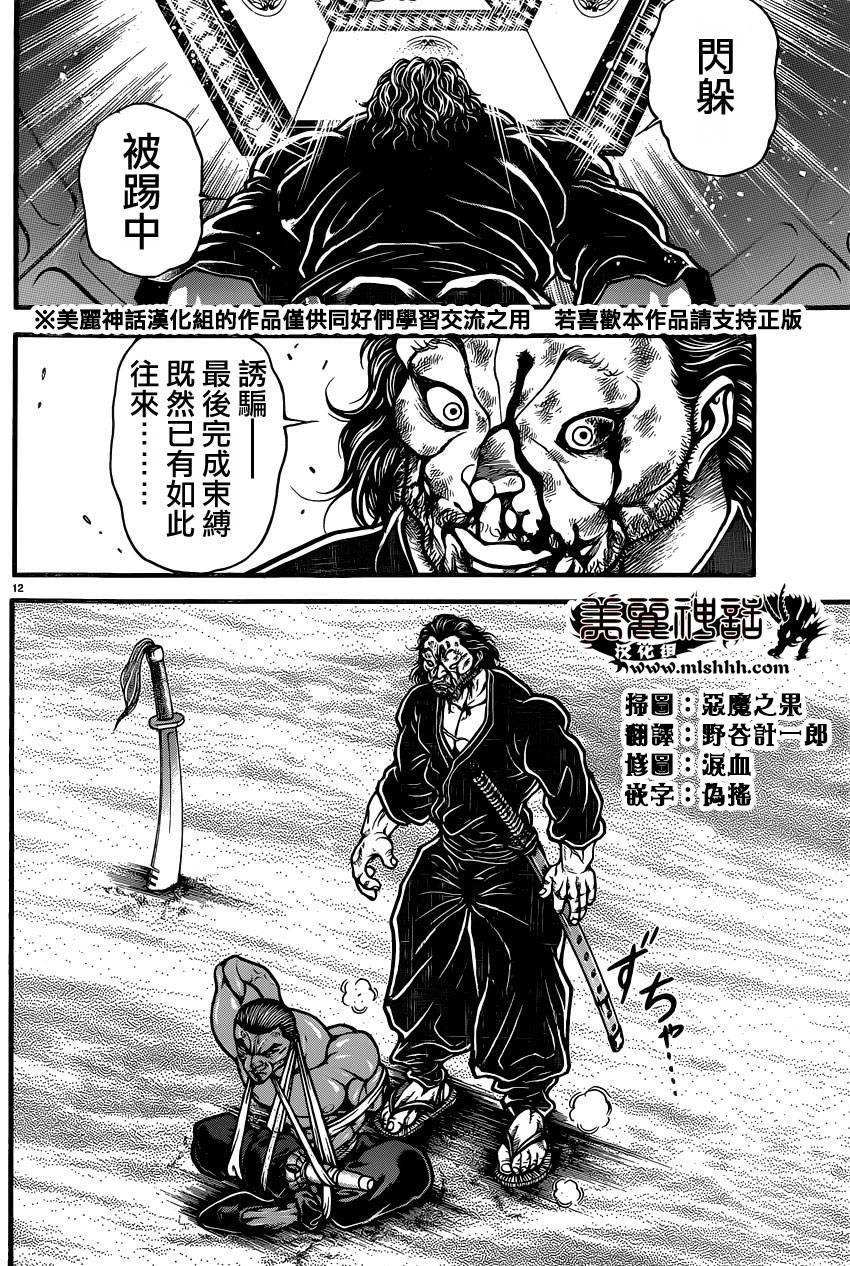 閃躲
被踢中
※美麗神話漢化組的作品僅供同好們學習交流之用　若喜歡本作品請支持正版
誘騙——
最後完成束縛
既然已有如此
往來………
12
美麗神話
汉化组
www.mlshhh.com
掃圖：惡魔之果
翻譯：野谷計一郎
修圖：淚血
嵌字：偽搖
ずちゃ…